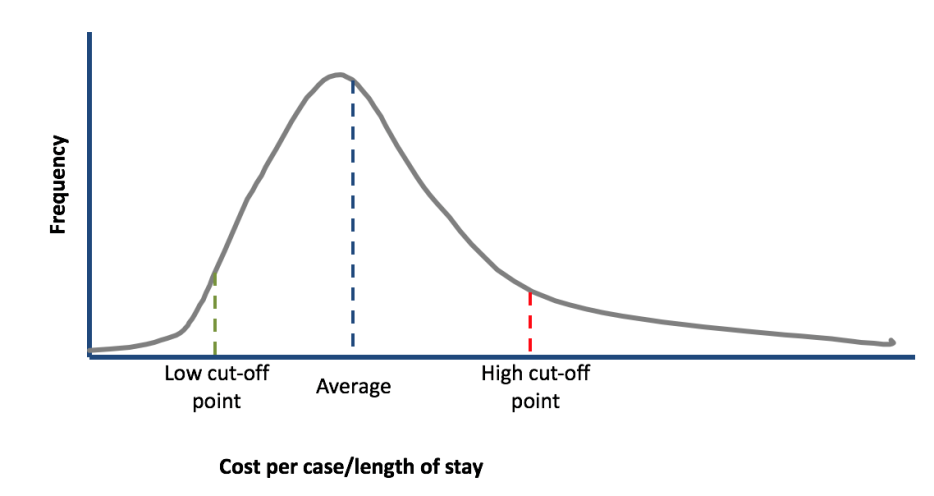 Frequency
Low cut-off
point
Average
High cut-off
point
Cost per case/length of stay